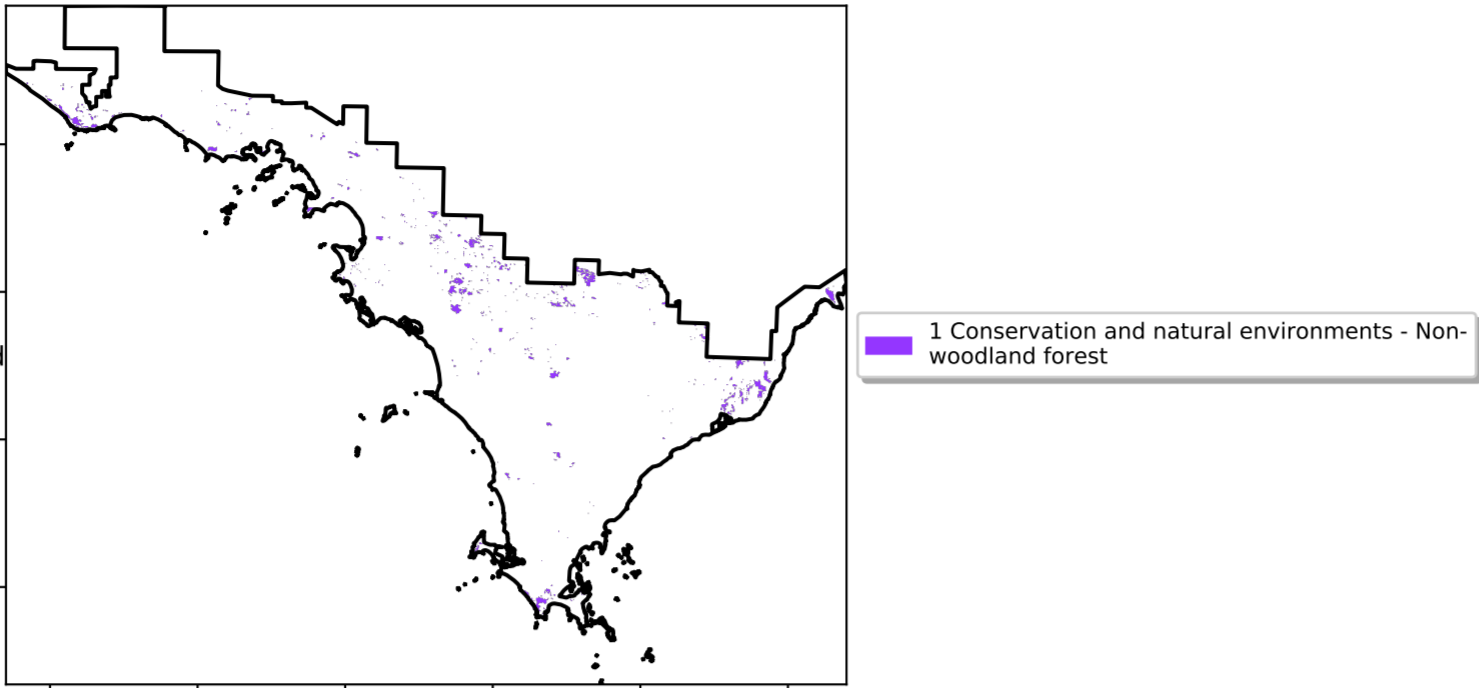 1 Conservation and natural environments - Non-
woodland forest